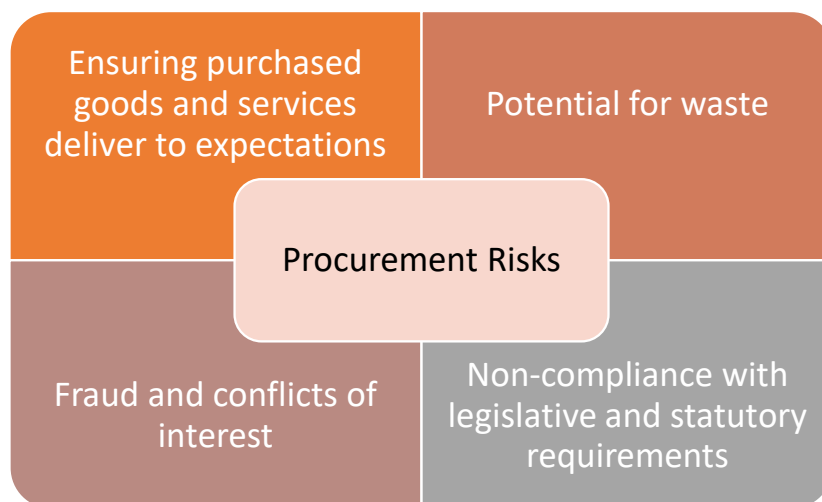 Ensuring purchased
goods and services
deliver to expectations
Potential for waste
Procurement Risks
Fraud and conflicts of
interest
Non-compliance with
legislative and statutory
requirements